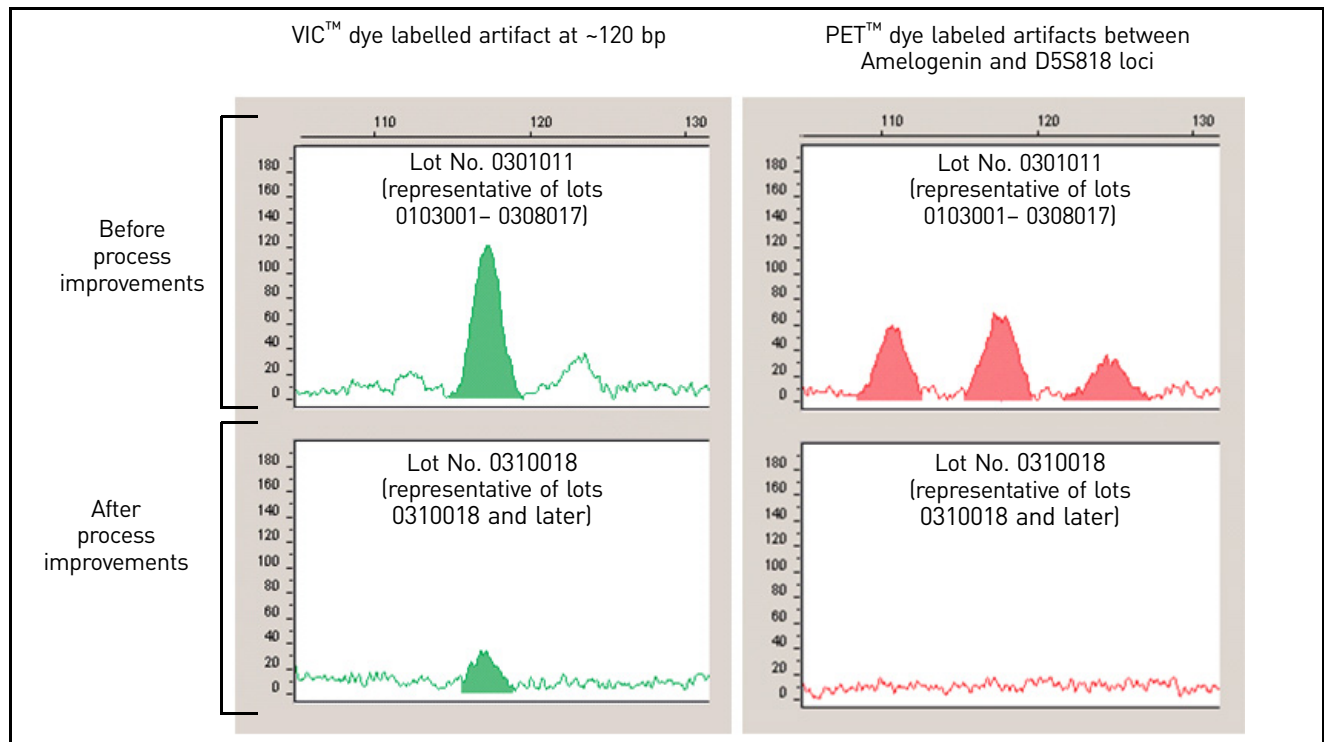 VIC™ dye labelled artifact at ~120 bp
PET™ dye labeled artifacts between
Amelogenin and D5S818 loci
Before
process
improvements
110 120 130
180
160
140
120
100
80
60
40
20
0
Lot No. 0301011
(representative of lots
0103001– 0308017)
110 120 130
180
160
140
120
100
80
60
40
20
0
Lot No. 0301011
(representative of lots
0103001– 0308017)
After
process
improvements
180
160
140
120
100
80
60
40
20
0
Lot No. 0310018
(representative of lots
0310018 and later)
180
160
140
120
100
80
60
40
20
0
Lot No. 0310018
(representative of lots
0310018 and later)